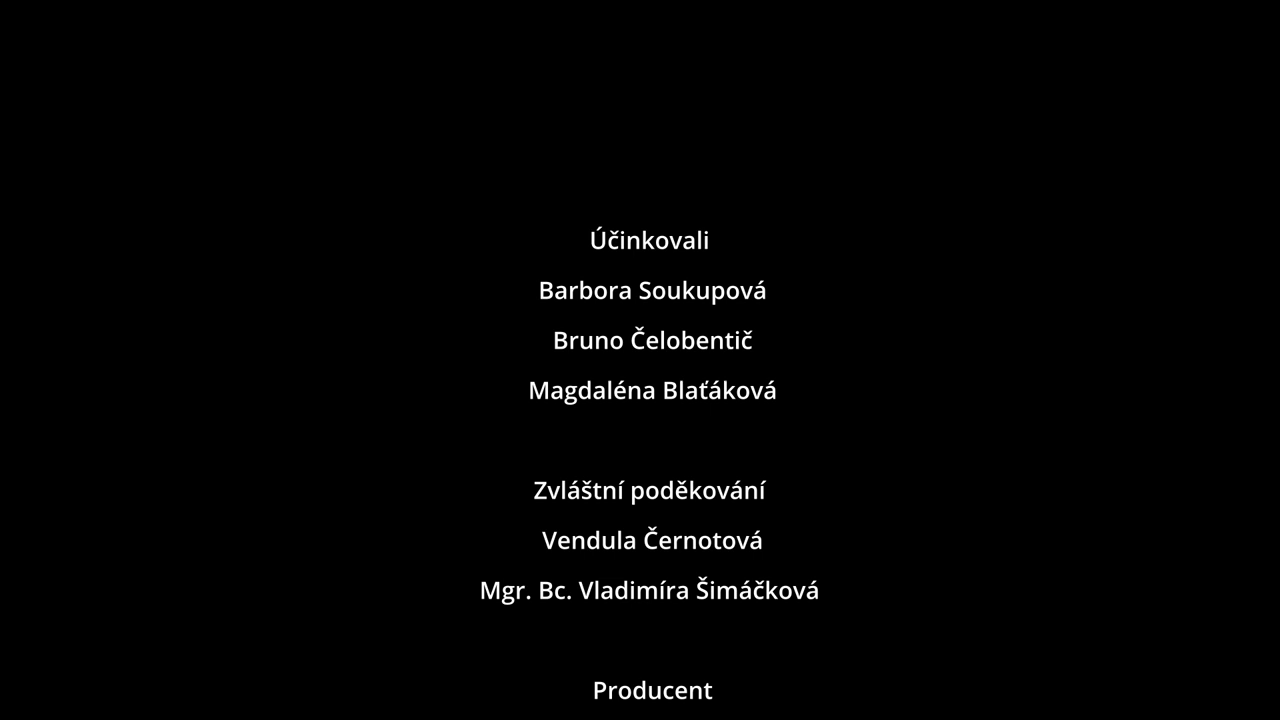 Účinkovali
Barbora Soukupová
Bruno Čelobentič
Magdaléna Blaťáková
Zvláštní poděkování
Vendula Černotová
Mgr. Bc. Vladimíra Šimáčková
Producent